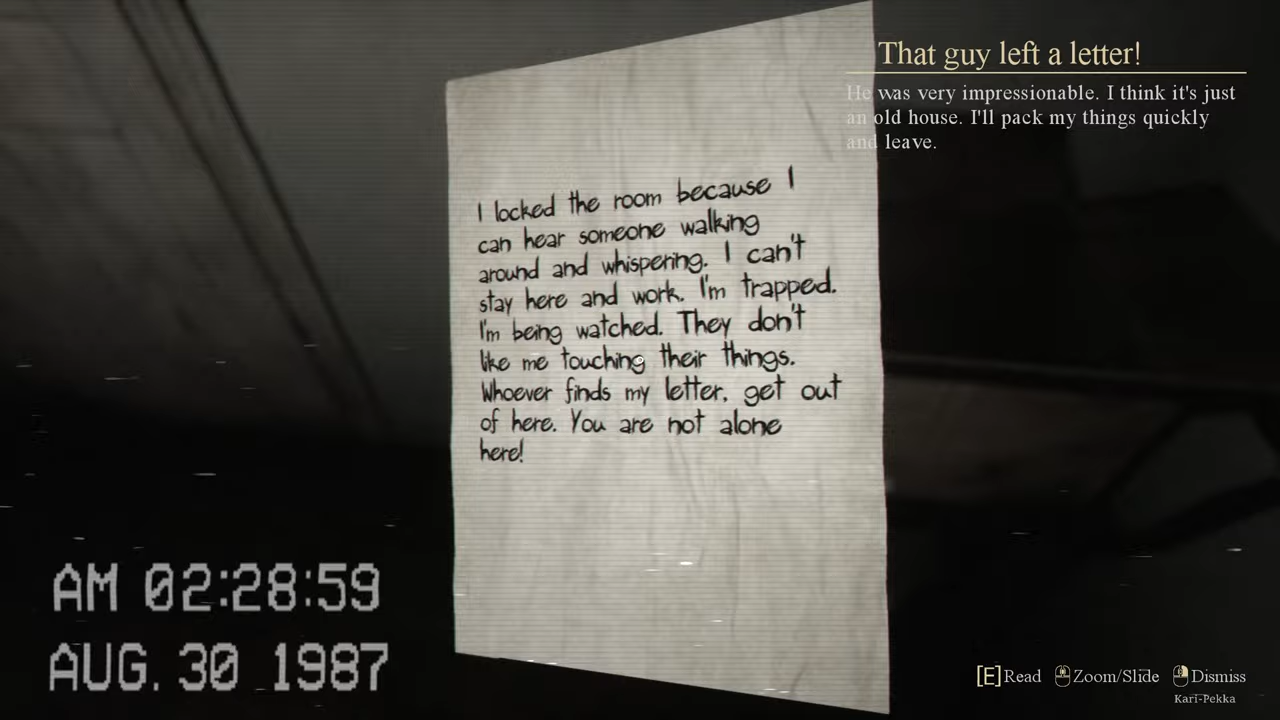 That guy left a letter!
He was very impressionable. I think it's just
an old house. I'll pack my things quickly
and leave.
I locked the room because I
can hear someone walking
around and whispering. I can't
stay here and work. I'm trapped.
I'm being watched. They don't
like me touching their things.
Whoever finds my letter, get out
of here. You are not alone
here!
AM 02:28:59
AUG. 30 1987
[E]Read Zoom/Slide Dismiss
Kari-Pekka